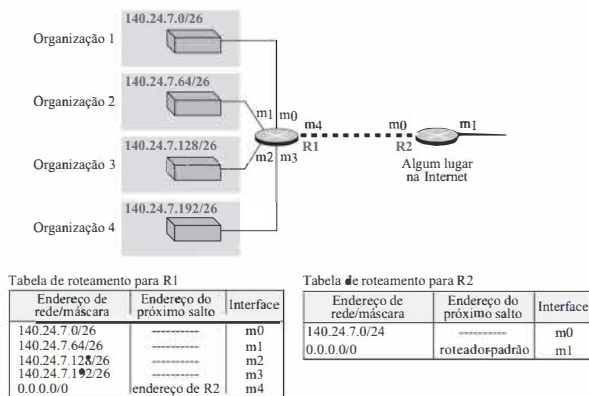 140.24.7.0/26
Organização 1
140.24.7.64/26
Organização 2
m1 m0
m4 m0 m1
R1 R2
140.24.7.128/26
m2 m3
Organização 3
Algum lugar
na Internet
140.24.7.192/26
Organização 4
Tabela de roteamento para R1
Endereço de rede/máscara Endereço do próximo salto Interface
140.24.7.0/26 ---------- m0
140.24.7.64/26 ---------- m1
140.24.7.128/26 ---------- m2
140.24.7.192/26 ---------- m3
0.0.0.0/0 endereço de R2 m4
Tabela de roteamento para R2
Endereço de rede/máscara Endereço do próximo salto Interface
140.24.7.0/24 ---------- m0
0.0.0.0/0 roteador-padrão m1